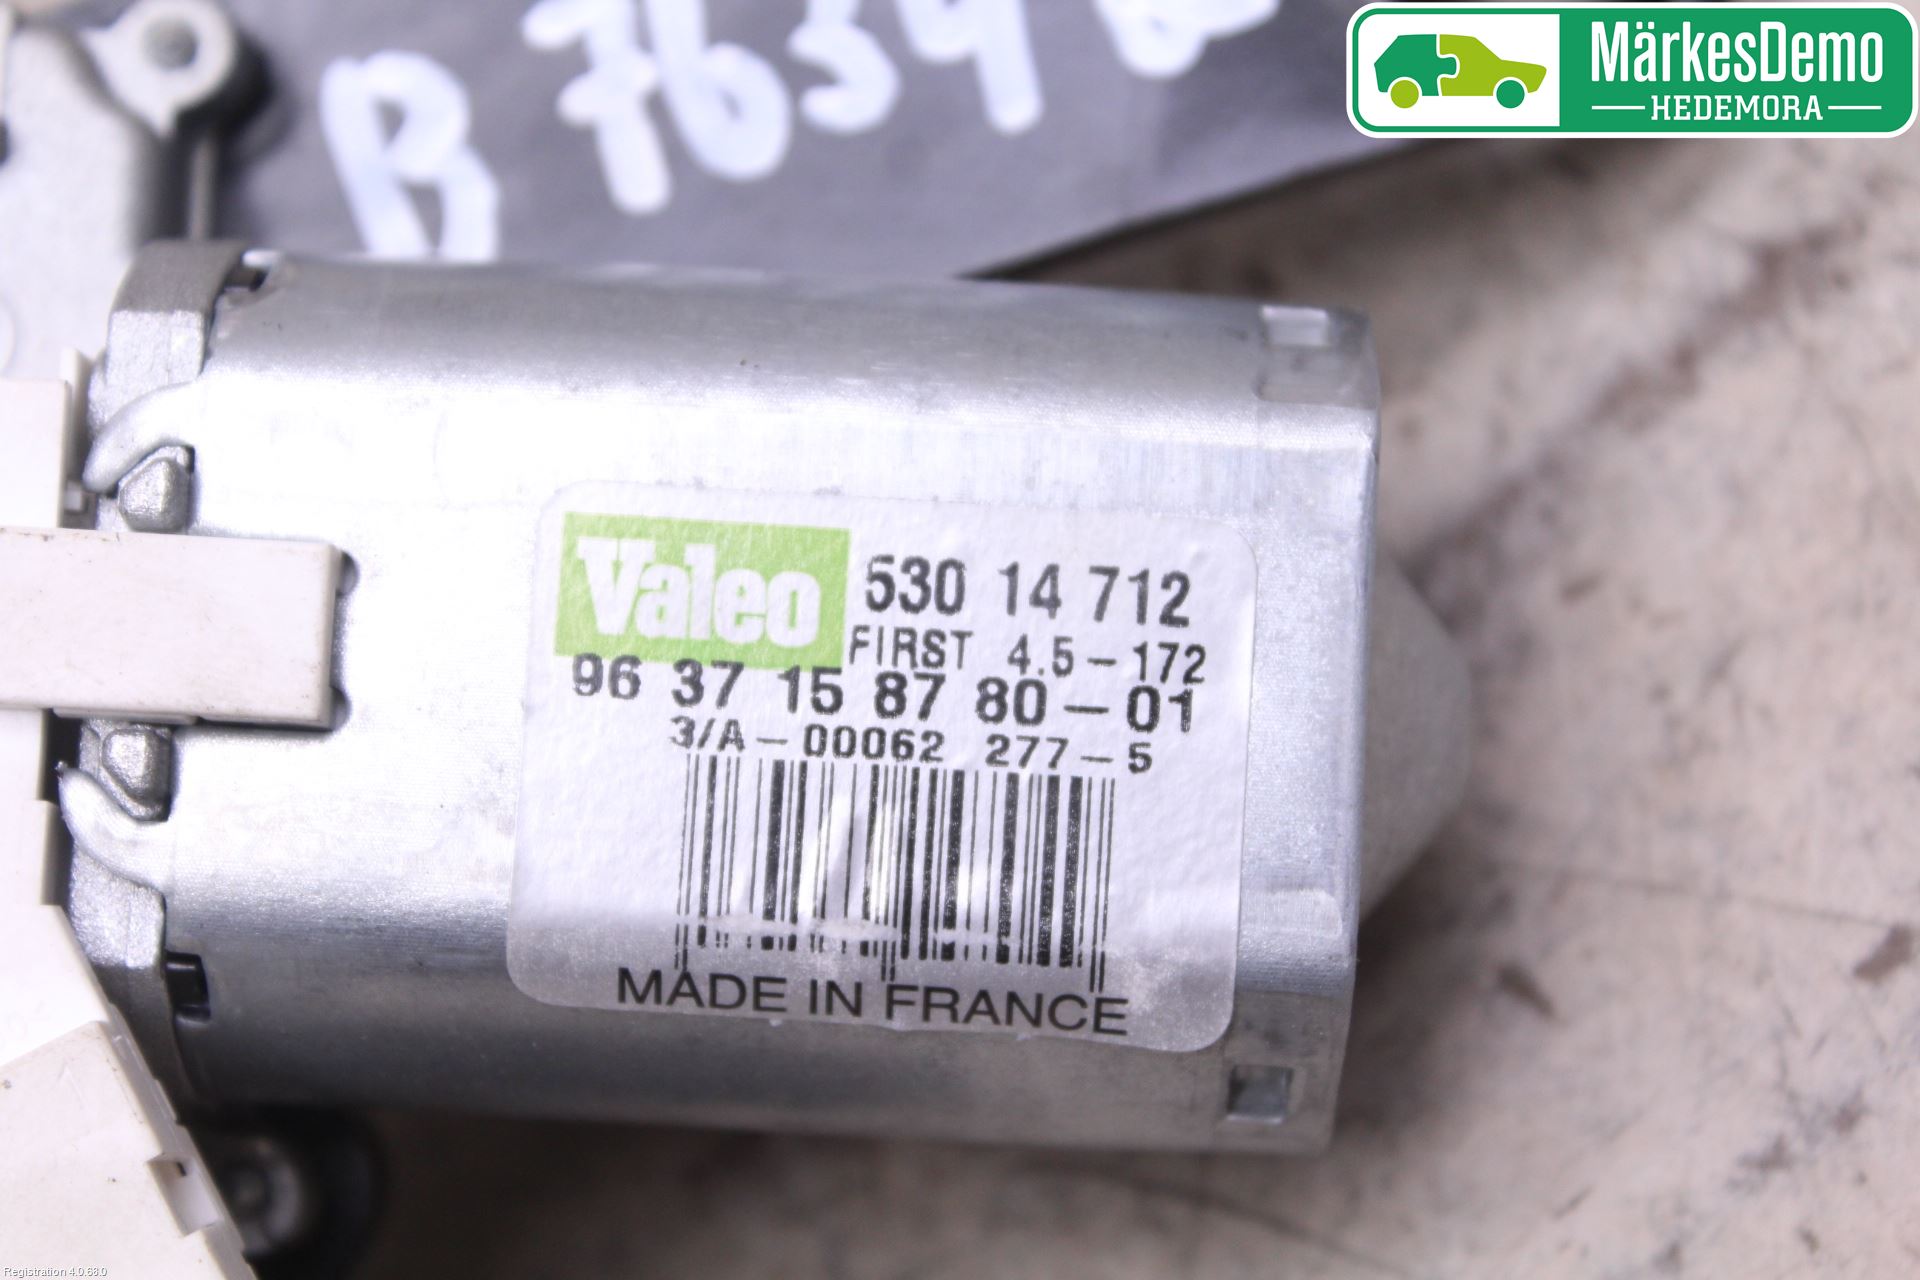 MärkesDemo
HEDEMORA
Valeo 530 14 712
FIRST 4.5-172
96 37 15 87 80-01
3/A-00062 277-5
MADE IN FRANCE
Registration 4.0.68.0